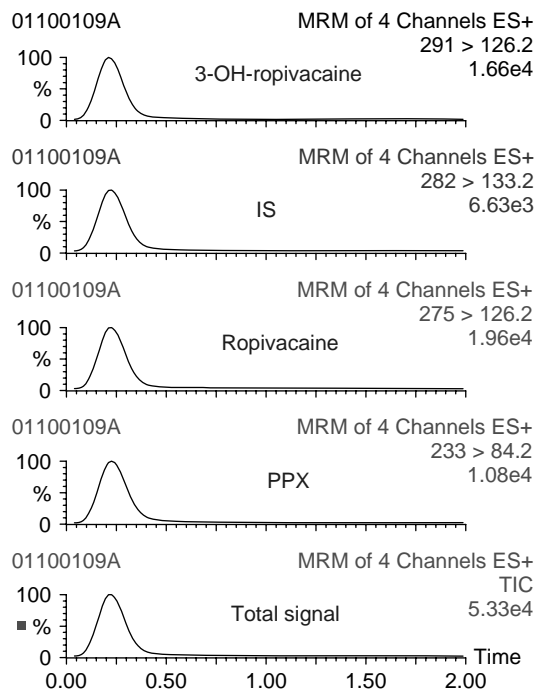 01100109A MRM of 4 Channels ES+
291 > 126.2
1.66e4
100
%
0
3-OH-ropivacaine
01100109A MRM of 4 Channels ES+
282 > 133.2
6.63e3
100
%
0
IS
01100109A MRM of 4 Channels ES+
275 > 126.2
1.96e4
100
%
0
Ropivacaine
01100109A MRM of 4 Channels ES+
233 > 84.2
1.08e4
100
%
0
PPX
01100109A MRM of 4 Channels ES+
TIC
5.33e4
100
%
0
Total signal
Time
0.00 0.50 1.00 1.50 2.00